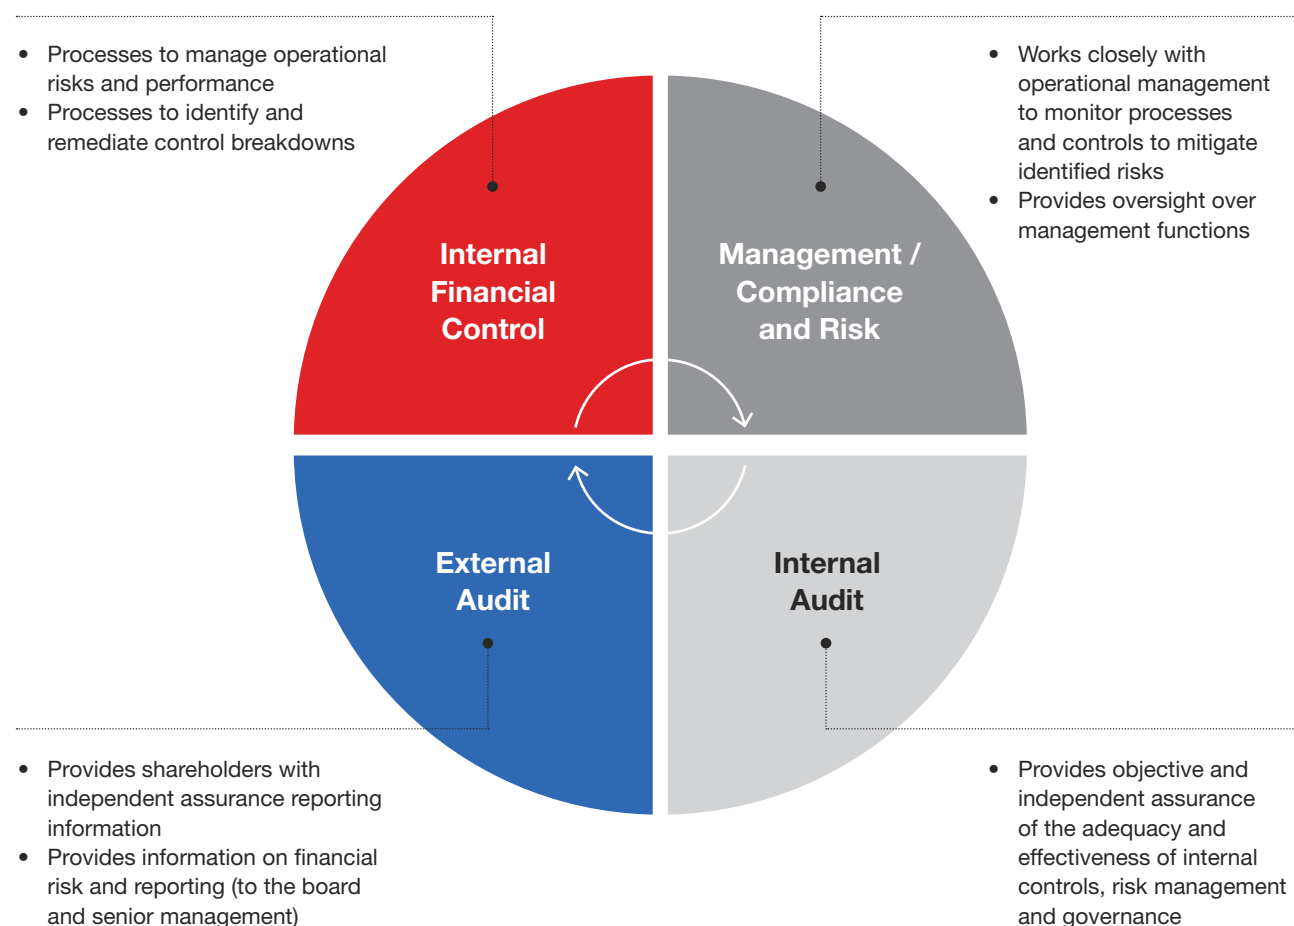 • Processes to manage operational
risks and performance
• Processes to identify and
remediate control breakdowns
• Works closely with
operational management
to monitor processes
and controls to mitigate
identified risks
• Provides oversight over
management functions
Internal
Financial
Control
Management /
Compliance
and Risk
External
Audit
Internal
Audit
• Provides shareholders with
independent assurance reporting
information
• Provides information on financial
risk and reporting (to the board
and senior management)
• Provides objective and
independent assurance
of the adequacy and
effectiveness of internal
controls, risk management
and governance